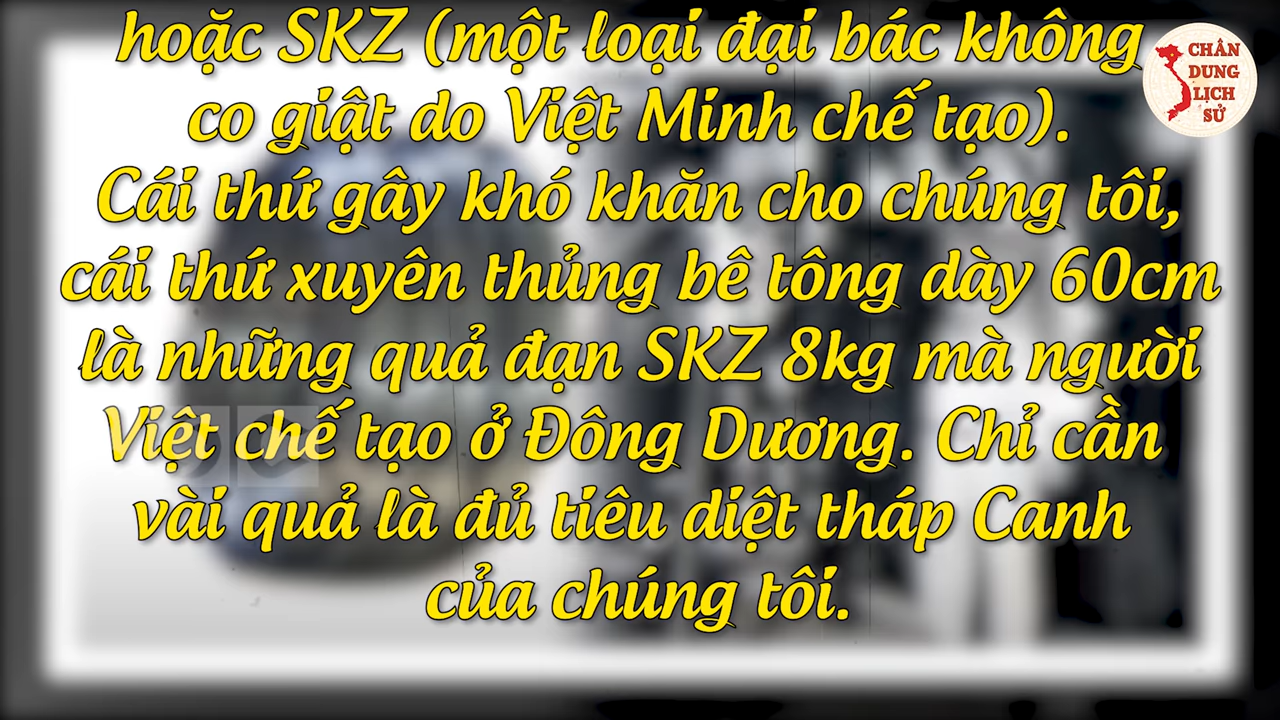 hoặc SKZ (một loại đại bác không
co giật do Việt Minh chế tạo).
Cái thứ gây khó khăn cho chúng tôi,
cái thứ xuyên thủng bê tông dày 60cm
là những quả đạn SKZ 8kg mà người
Việt chế tạo ở Đông Dương. Chỉ cần
vài quả là đủ tiêu diệt tháp Canh
của chúng tôi.
CHÂN
DUNG
LỊCH
SỬ